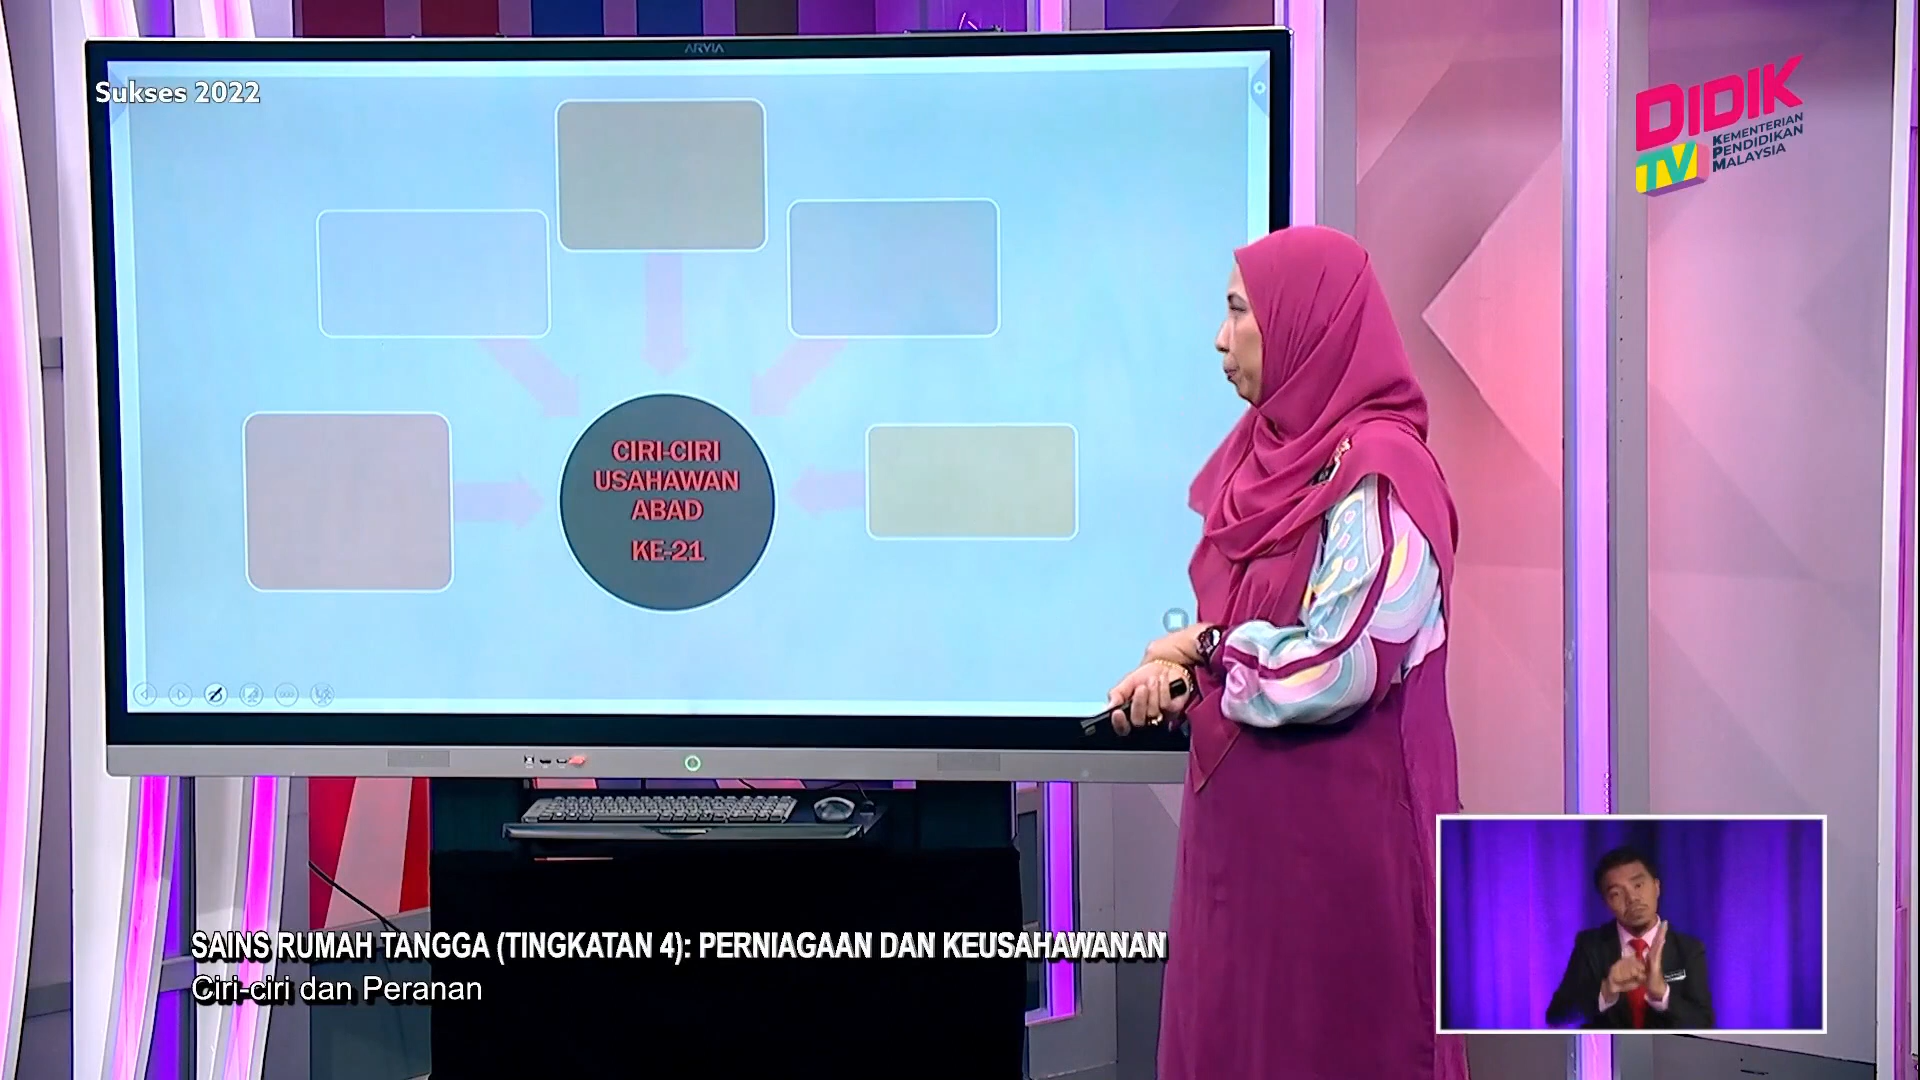 ARVIA
Sukses 2022
DIDIK
TV
KEMENTERIAN
PENDIDIKAN
MALAYSIA
CIRI-CIRI
USAHAWAN
ABAD
KE-21
SAINS RUMAH TANGGA (TINGKATAN 4): PERNIAGAAN DAN KEUSAHAWANAN
Ciri-ciri dan Peranan